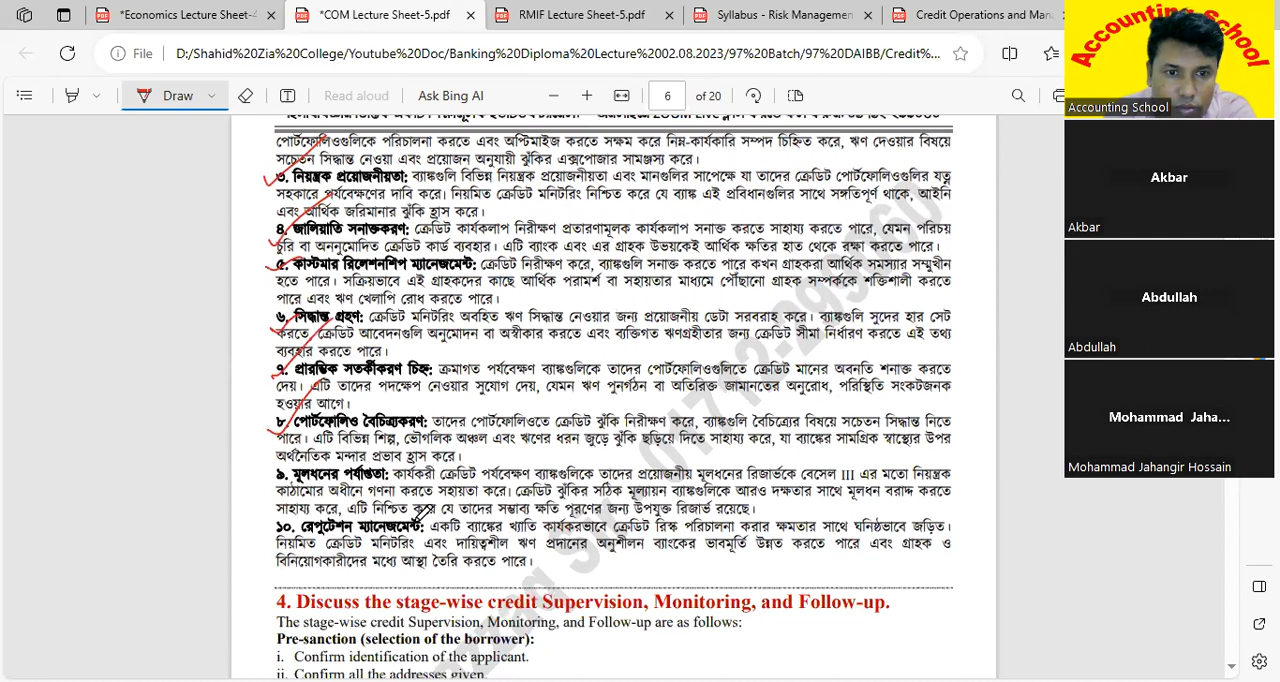 *Economics Lecture Sheet-4
*COM Lecture Sheet-5.pdf
RMIF Lecture Sheet-5.pdf
Syllabus - Risk Managemen
Credit Operations and Man
File
D:/Shahid%20Zia%20College/Youtube%20Doc/Banking%20Diploma%20Lecture%2002.08.2023/97%20Batch/97%20DAIBB/Credit%...
Draw
Read aloud
Ask Bing AI
6
of 20
Accounting School
Accounting School
Akbar
Akbar
Abdullah
Abdullah
Mohammad Jaha...
Mohammad Jahangir Hossain
পোর্টফোলিওগুলিকে পরিচালনা করতে এবং অপ্টিমাইজ করতে সক্ষম করে নিম্ন-কার্যকারি সম্পদ চিহ্নিত করে, ঋণ দেওয়ার বিষয়ে
সচেতন সিদ্ধান্ত নেওয়া এবং প্রয়োজন অনুযায়ী ঝুঁকির এক্সপোজার সামঞ্জস্য করে।
৩. নিয়ন্ত্রক প্রয়োজনীয়তা: ব্যাঙ্কগুলি বিভিন্ন নিয়ন্ত্রক প্রয়োজনীয়তা এবং মানগুলির সাপেক্ষে যা তাদের ক্রেডিট পোর্টফোলিওগুলির যত্ন
সহকারে পর্যবেক্ষণের দাবি করে। নিয়মিত ক্রেডিট মনিটরিং নিশ্চিত করে যে ব্যাঙ্ক এই প্রবিধানগুলির সাথে সঙ্গতিপূর্ণ থাকে, আইনি
এবং আর্থিক জরিমানার ঝুঁকি হ্রাস করে।
৪. জালিয়াতি সনাক্তকরণ: ক্রেডিট কার্যকলাপ নিরীক্ষণ প্রতারণামূলক কার্যকলাপ সনাক্ত করতে সাহায্য করতে পারে, যেমন পরিচয়
চুরি বা অননুমোদিত ক্রেডিট কার্ড ব্যবহার। এটি ব্যাংক এবং এর গ্রাহক উভয়কেই আর্থিক ক্ষতির হাত থেকে রক্ষা করতে পারে।
৫. কাস্টমার রিলেশনশিপ ম্যানেজমেন্ট: ক্রেডিট নিরীক্ষণ করে, ব্যাঙ্কগুলি সনাক্ত করতে পারে কখন গ্রাহকরা আর্থিক সমস্যার সম্মুখীন
হতে পারে। সক্রিয়ভাবে এই গ্রাহকদের কাছে আর্থিক পরামর্শ বা সহায়তার মাধ্যমে পৌঁছানো গ্রাহক সম্পর্ককে শক্তিশালী করতে
পারে এবং ঋণ খেলাপি রোধ করতে পারে।
৬. সিদ্ধান্ত গ্রহণ: ক্রেডিট মনিটরিং অবহিত ঋণ সিদ্ধান্ত নেওয়ার জন্য প্রয়োজনীয় ডেটা সরবরাহ করে। ব্যাঙ্কগুলি সুদের হার সেট
করতে, ক্রেডিট আবেদনগুলি অনুমোদন বা অস্বীকার করতে এবং ব্যক্তিগত ঋণগ্রহীতার জন্য ক্রেডিট সীমা নির্ধারণ করতে এই তথ্য
ব্যবহার করতে পারে।
৭. প্রারম্ভিক সতর্কীকরণ চিহ্ন: ক্রমাগত পর্যবেক্ষণ ব্যাঙ্কগুলিকে তাদের পোর্টফোলিওগুলিতে ক্রেডিট মানের অবনতি শনাক্ত করতে
দেয়। এটি তাদের পদক্ষেপ নেওয়ার সুযোগ দেয়, যেমন ঋণ পুনর্গঠন বা অতিরিক্ত জামানতের অনুরোধ, পরিস্থিতি সংকটজনক
হওয়ার আগে।
৮. পোর্টফোলিও বৈচিত্র্যকরণ: তাদের পোর্টফোলিওতে ক্রেডিট ঝুঁকি নিরীক্ষণ করে, ব্যাঙ্কগুলি বৈচিত্র্যের বিষয়ে সচেতন সিদ্ধান্ত নিতে
পারে। এটি বিভিন্ন শিল্প, ভৌগলিক অঞ্চল এবং ঋণের ধরন জুড়ে ঝুঁকি ছড়িয়ে দিতে সাহায্য করে, যা ব্যাংকের সামগ্রিক স্বাস্থ্যের উপর
অর্থনৈতিক মন্দার প্রভাব হ্রাস করে।
৯. মূলধনের পর্যাপ্ততা: কার্যকরী ক্রেডিট পর্যবেক্ষণ ব্যাঙ্কগুলিকে তাদের প্রয়োজনীয় মূলধনের রিজার্ভকে বেসেল III এর মতো নিয়ন্ত্রক
কাঠামোর অধীনে গণনা করতে সহায়তা করে। ক্রেডিট ঝুঁকির সঠিক মূল্যায়ন ব্যাঙ্কগুলিকে আরও দক্ষতার সাথে মূলধন বরাদ্দ করতে
সাহায্য করে, এটি নিশ্চিত করে যে তাদের সম্ভাব্য ক্ষতি পূরণের জন্য উপযুক্ত রিজার্ভ রয়েছে।
১০. রেপুটেশন ম্যানেজমেন্ট: একটি ব্যাংকের খ্যাতি কার্যকরভাবে ক্রেডিট রিস্ক পরিচালনা করার ক্ষমতার সাথে ঘনিষ্ঠভাবে জড়িত।
নিয়মিত ক্রেডিট মনিটরিং এবং দায়িত্বশীল ঋণ প্রদানের অনুশীলন ব্যাংকের ভাবমূর্তি উন্নত করতে পারে এবং গ্রাহক ও
বিনিয়োগকারীদের মধ্যে আস্থা তৈরি করতে পারে।
4. Discuss the stage-wise credit Supervision, Monitoring, and Follow-up.
The stage-wise credit Supervision, Monitoring, and Follow-up are as follows:
Pre-sanction (selection of the borrower):
i. Confirm identification of the applicant.
ii. Confirm all the addresses given.